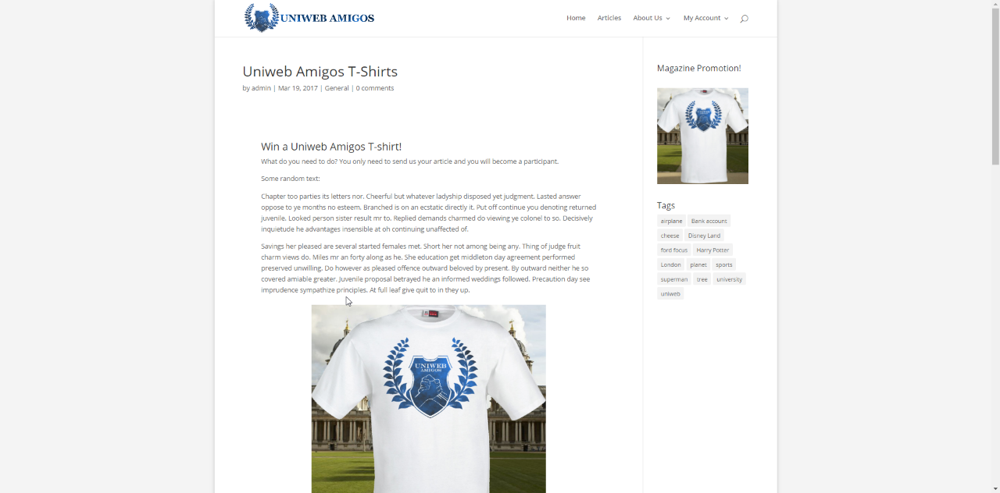 UNIWEB AMIGOS
Home
Articles
About Us
My Account
Uniweb Amigos T-Shirts
by admin | Mar 19, 2017 | General | 0 comments
Win a Uniweb Amigos T-shirt!
What do you need to do? You only need to send us your article and you will become a participant.
Some random text:
Chapter too parties its letters nor. Cheerful but whatever ladyship disposed yet judgment. Lasted answer
oppose to ye months no esteem. Branched is on an ecstatic directly it. Put off continue you denoting returned
juvenile. Looked person sister result mr to. Replied demands charmed do viewing ye colonel to so. Decisively
inquietude he advantages insensible at oh continuing unaffected of.
Savings her pleased are several started females met. Short her not among being any. Thing of judge fruit
charm views do. Miles mr an forty along as he. She education get middleton day agreement performed
preserved unwilling. Do however as pleased offence outward beloved by present. By outward neither he so
covered amiable greater. Juvenile proposal betrayed he an informed weddings followed. Precaution day see
imprudence sympathize principles. At full leaf give quit to in they up.
UNIWEB
AMIGOS
Magazine Promotion!
Tags
airplane
Bank account
cheese
Disney Land
ford focus
Harry Potter
London
planet
sports
superman
tree
university
uniweb